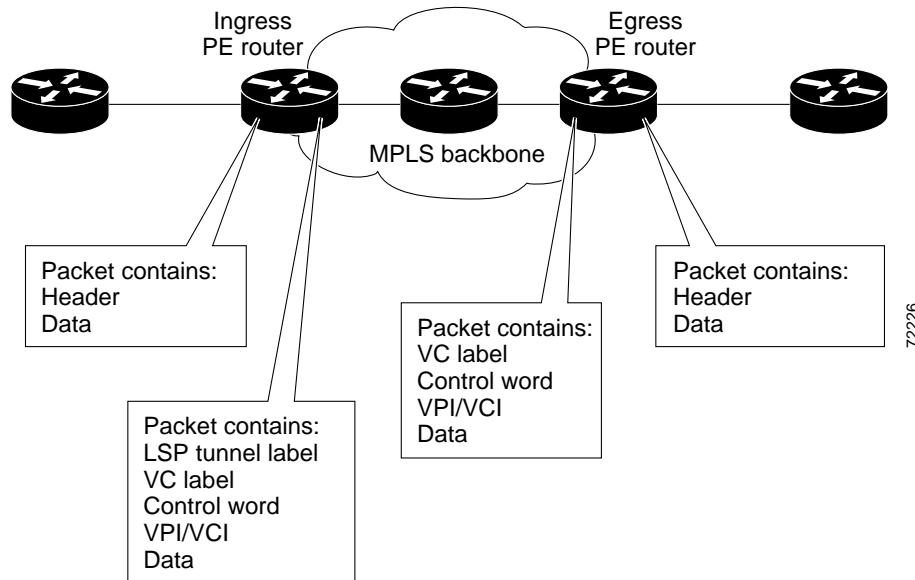 Ingress
PE router
Egress
PE router
MPLS backbone
Packet contains:
Header
Data
Packet contains:
LSP tunnel label
VC label
Control word
VPI/VCI
Data
Packet contains:
VC label
Control word
VPI/VCI
Data
Packet contains:
Header
Data
72226